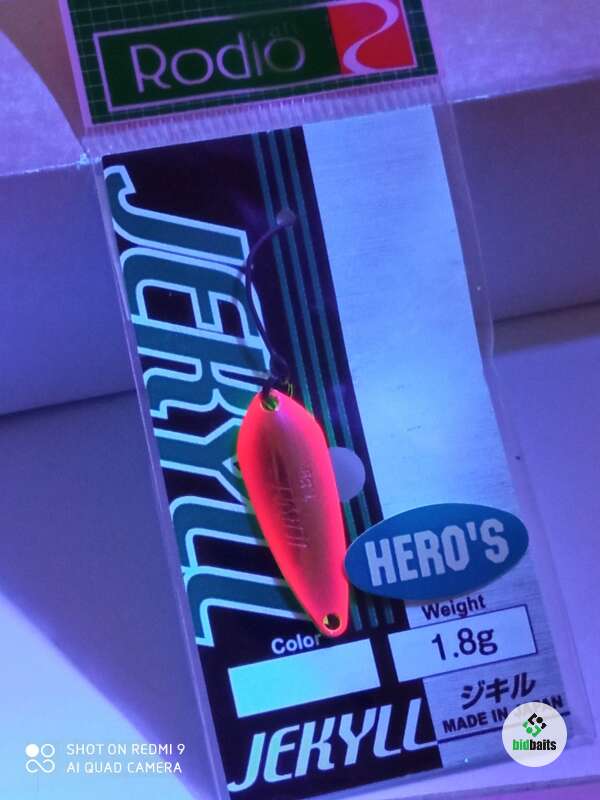 Rodio
JEKYLL
HERO'S
Color
Weight
1.8g
ジキル
MADE IN JAPAN
JEKYLL
bidbaits
SHOT ON REDMI 9
AI QUAD CAMERA